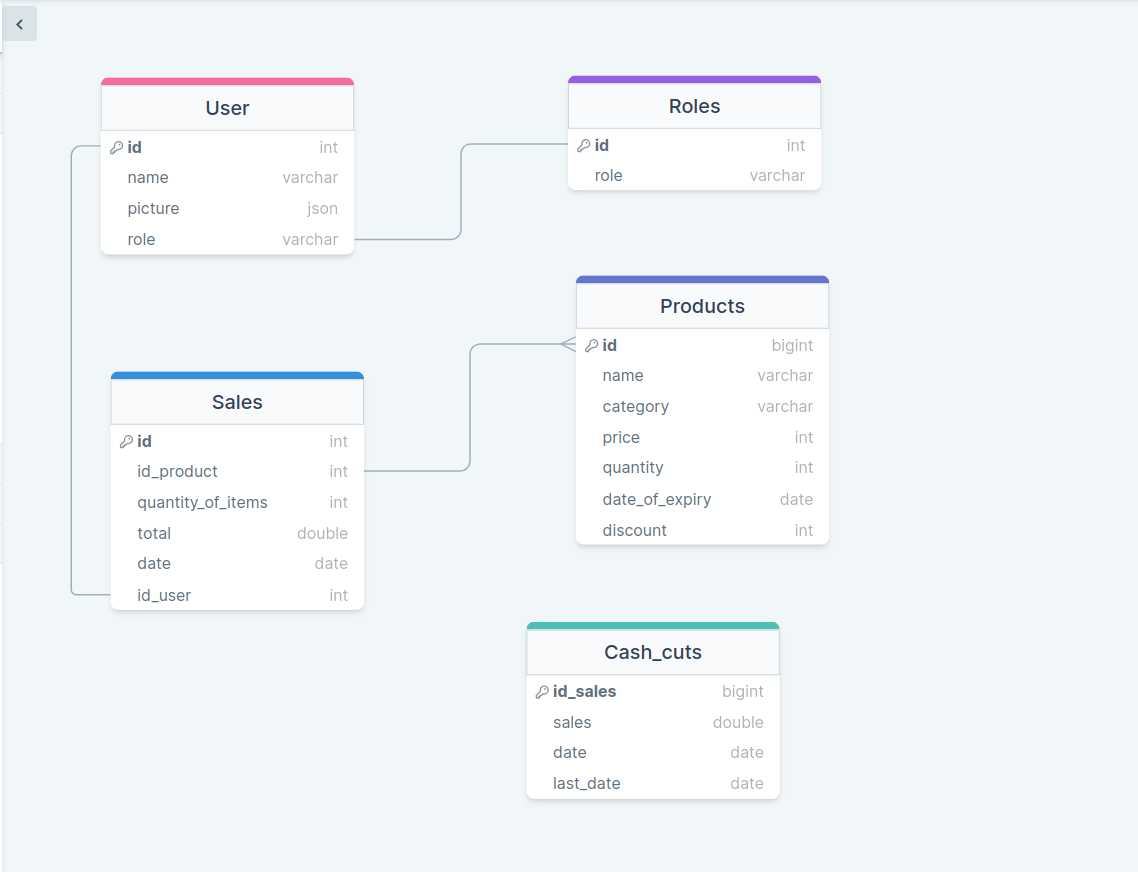 User
id int
name varchar
picture json
role varchar
Roles
id int
role varchar
Products
id bigint
name varchar
category varchar
price int
quantity int
date_of_expiry date
discount int
Sales
id int
id_product int
quantity_of_items int
total double
date date
id_user int
Cash_cuts
id_sales bigint
sales double
date date
last_date date